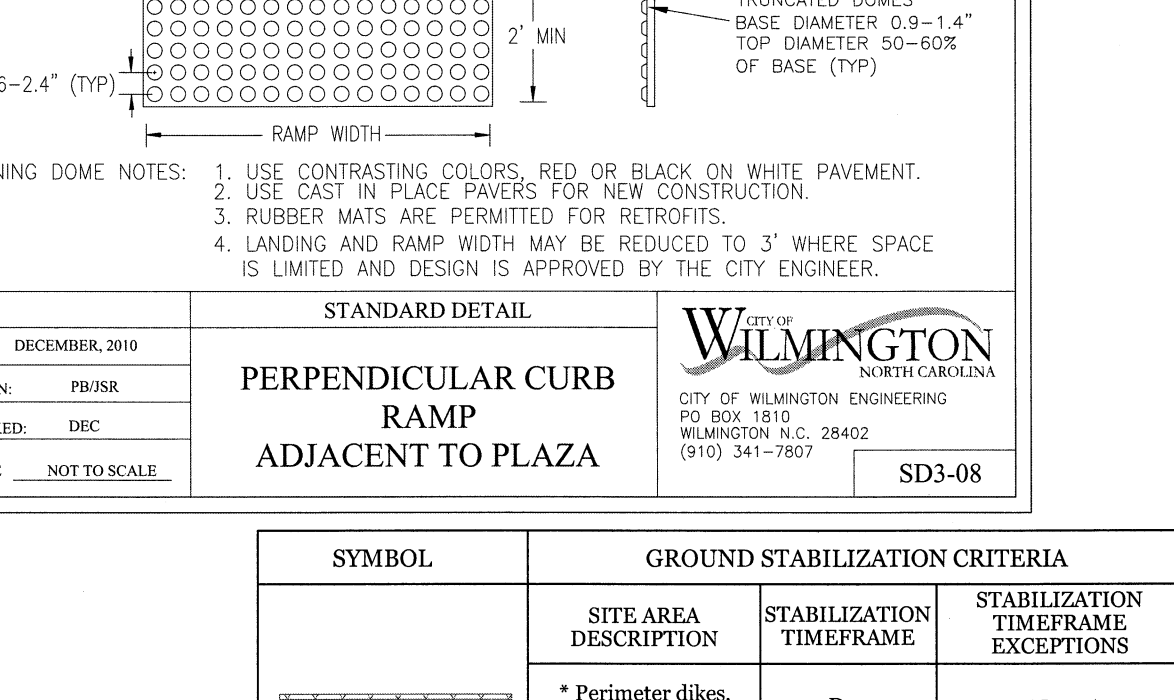 TRUNCATED DOMES
BASE DIAMETER 0.9-1.4"
TOP DIAMETER 50-60%
OF BASE (TYP)
2' MIN
6-2.4" (TYP)
RAMP WIDTH
NING DOME NOTES:
1. USE CONTRASTING COLORS, RED OR BLACK ON WHITE PAVEMENT.
2. USE CAST IN PLACE PAVERS FOR NEW CONSTRUCTION.
3. RUBBER MATS ARE PERMITTED FOR RETROFITS.
4. LANDING AND RAMP WIDTH MAY BE REDUCED TO 3' WHERE SPACE
IS LIMITED AND DESIGN IS APPROVED BY THE CITY ENGINEER.
DECEMBER, 2010
N: PB/JSR
KED: DEC
E NOT TO SCALE
STANDARD DETAIL
PERPENDICULAR CURB
RAMP
ADJACENT TO PLAZA
CITY OF
WILMINGTON
NORTH CAROLINA
CITY OF WILMINGTON ENGINEERING
PO BOX 1810
WILMINGTON N.C. 28402
(910) 341-7807
SD3-08
SYMBOL
GROUND STABILIZATION CRITERIA
SITE AREA
DESCRIPTION
STABILIZATION
TIMEFRAME
STABILIZATION
TIMEFRAME
EXCEPTIONS
* Perimeter dikes,